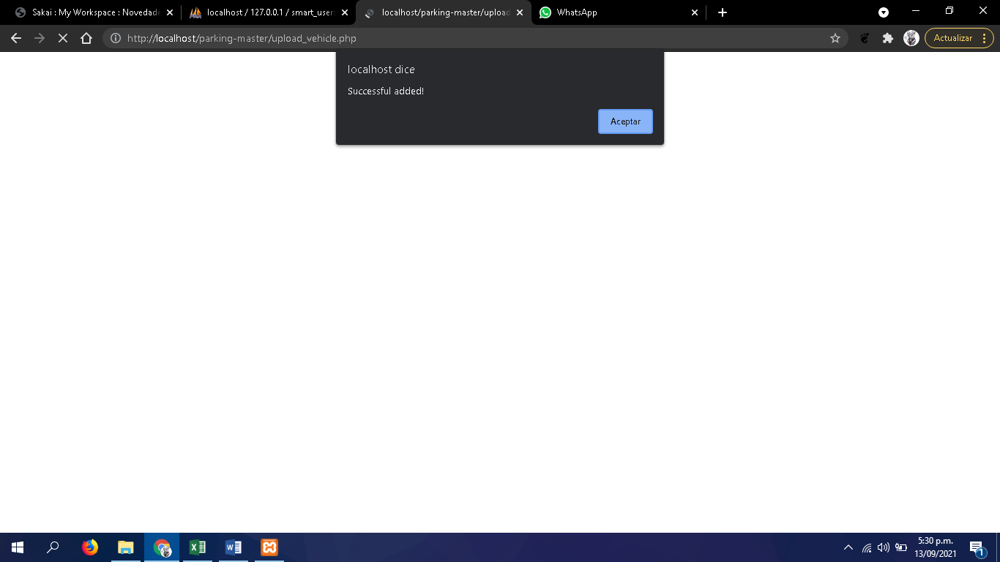 Sakai : My Workspace : Novedade
localhost / 127.0.0.1 / smart_user
localhost/parking-master/upload
WhatsApp
http://localhost/parking-master/upload_vehicle.php
Actualizar
localhost dice
Successful added!
Aceptar
5:30 p.m.
13/09/2021
1